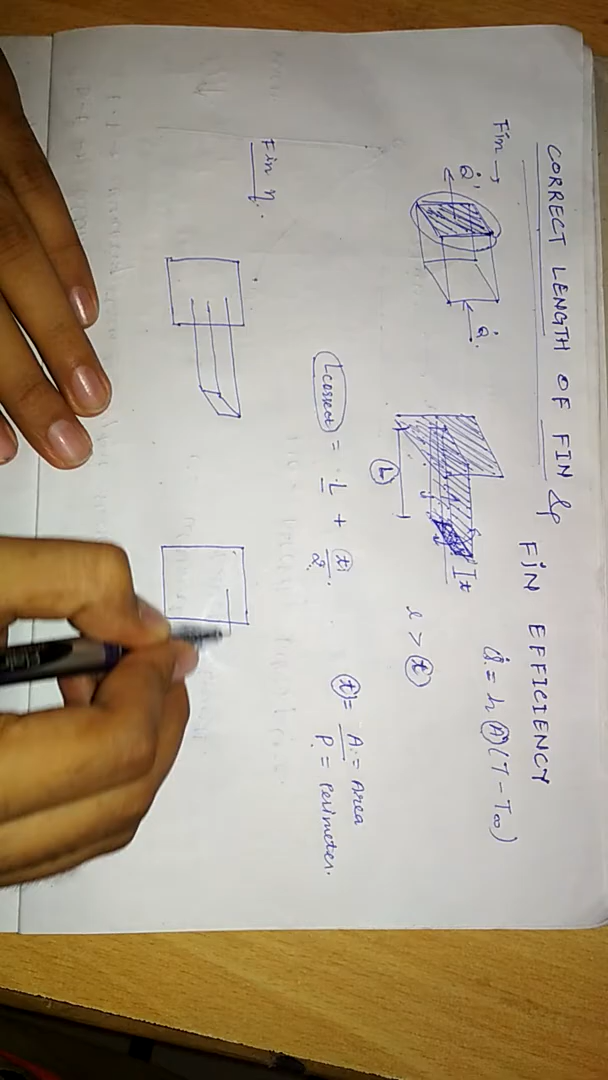 CORRECT LENGTH OF FIN & FIN EFFICIENCY
Fin →
Q̇'
Q̇.
L
t
Q̇. = h A (T - T∞)
l > t
Lcorrect = L + t/2.
t = A/P
A = Area
P = Perimeter.
Fin η.